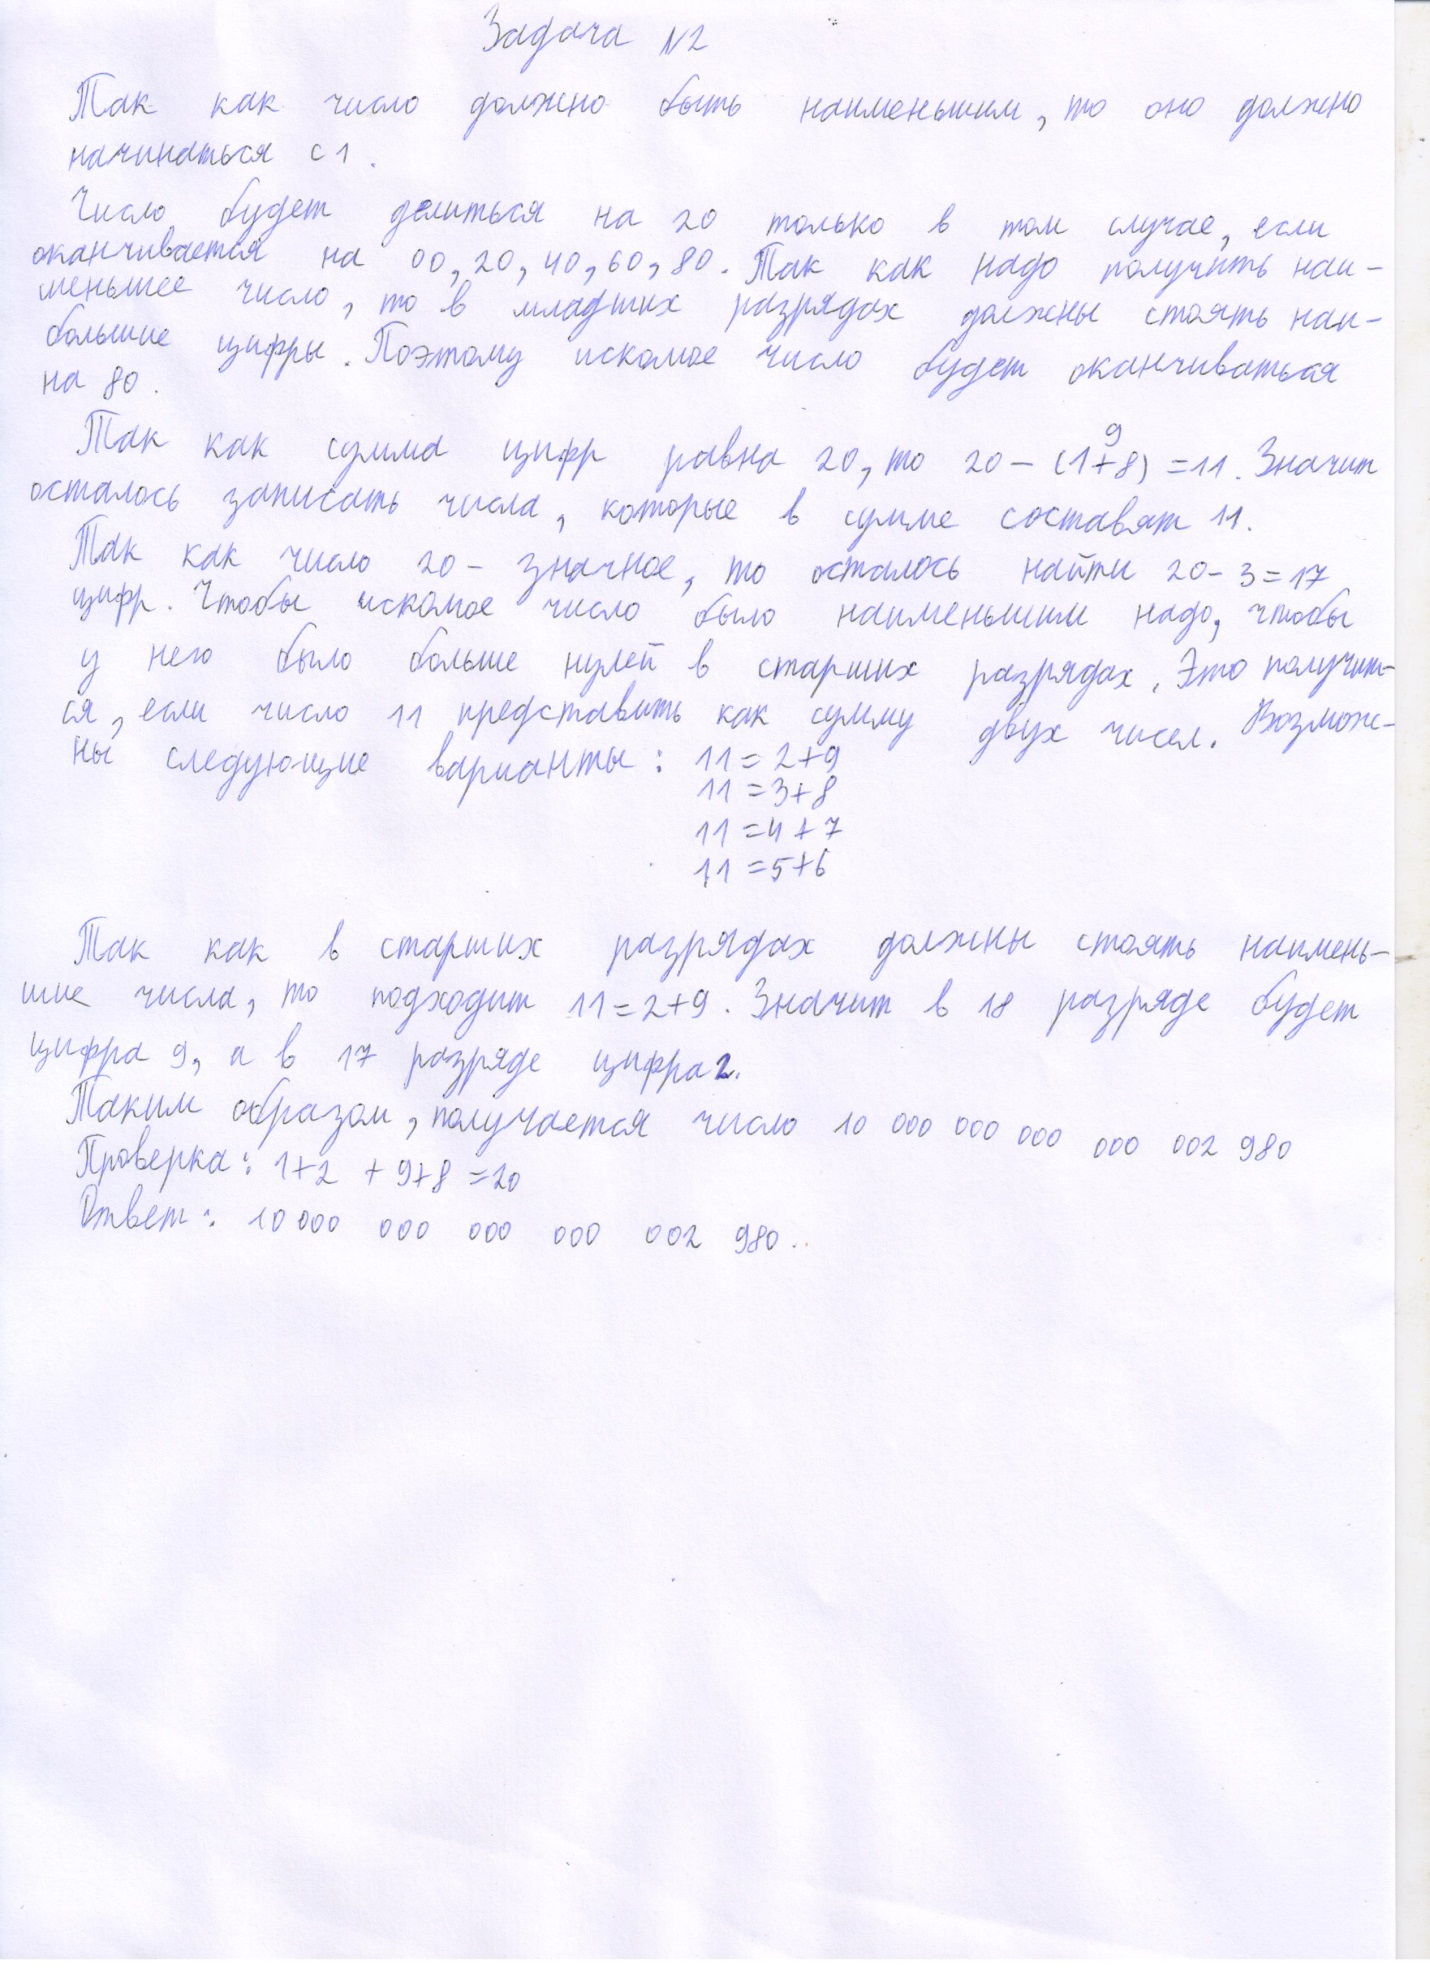 Задача №2
Так как число должно быть наименьшим, то оно должно
начинаться с 1.
Число будет делиться на 20 только в том случае, если
оканчивается на 00, 20, 40, 60, 80. Так как надо получить наи-
меньшее число, то в младших разрядах должны стоять наи-
большие цифры. Поэтому искомое число будет оканчиваться
на 80.
9
Так как сумма цифр равна 20, то 20 - (1+8) = 11. Значит
осталось записать числа, которые в сумме составят 11.
Так как число 20 - значное, то осталось найти 20 - 3 = 17
цифр. Чтобы искомое число было наименьшим надо, чтобы
у него было больше нулей в старших разрядах. Это получит-
ся, если число 11 представить как сумму двух чисел. Возмож-
ны следующие варианты: 11 = 2+9
11 = 3+8
11 = 4+7
11 = 5+6
Так как в старших разрядах должны стоять наимень-
шие числа, то подходит 11 = 2+9. Значит в 18 разряде будет
цифра 9, а в 17 разряде цифра 2.
Таким образом, получается число 10 000 000 000 000 002 980
Проверка: 1+2 +9+8 = 20
Ответ: 10 000 000 000 000 002 980.